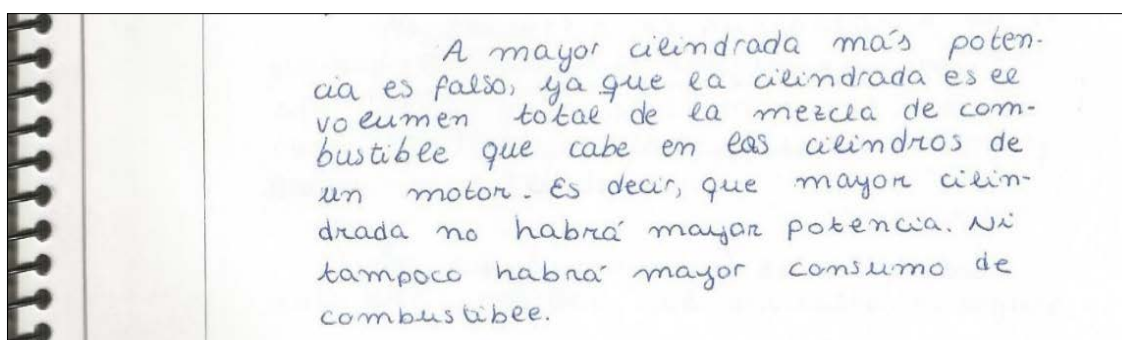 A mayor cilindrada más poten-
cia es falso, ya que la cilindrada es el
volumen total de la mezcla de com-
bustible que cabe en los cilindros de
un motor. Es decir, que mayor cilin-
drada no habrá mayor potencia. Ni
tampoco habrá mayor consumo de
combustible.